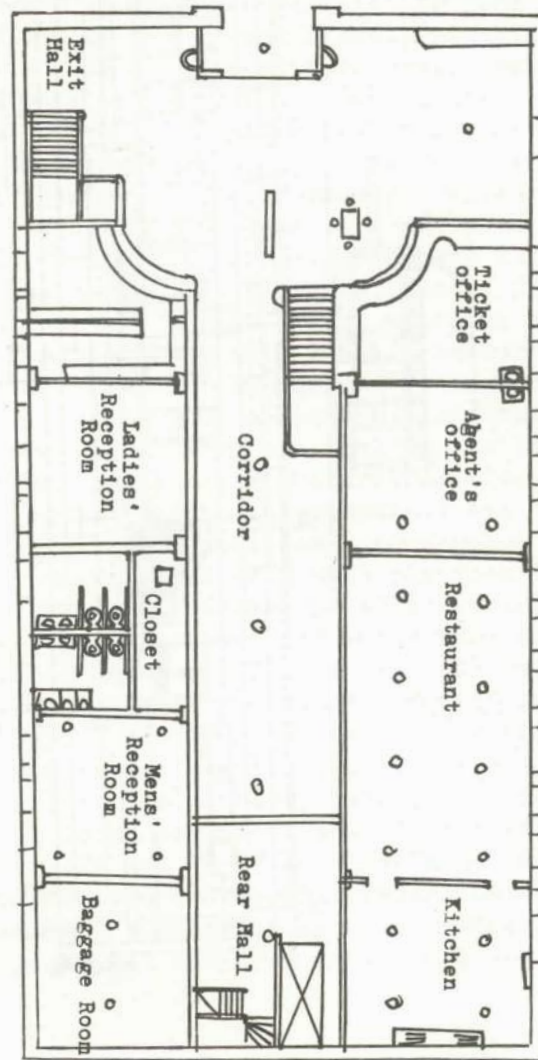 Exit
Hall
Ticket
Office
Agent's
Office
Ladies'
Reception
Room
Corridor
Closet
Restaurant
Mens'
Reception
Room
Rear Hall
Kitchen
Baggage Room